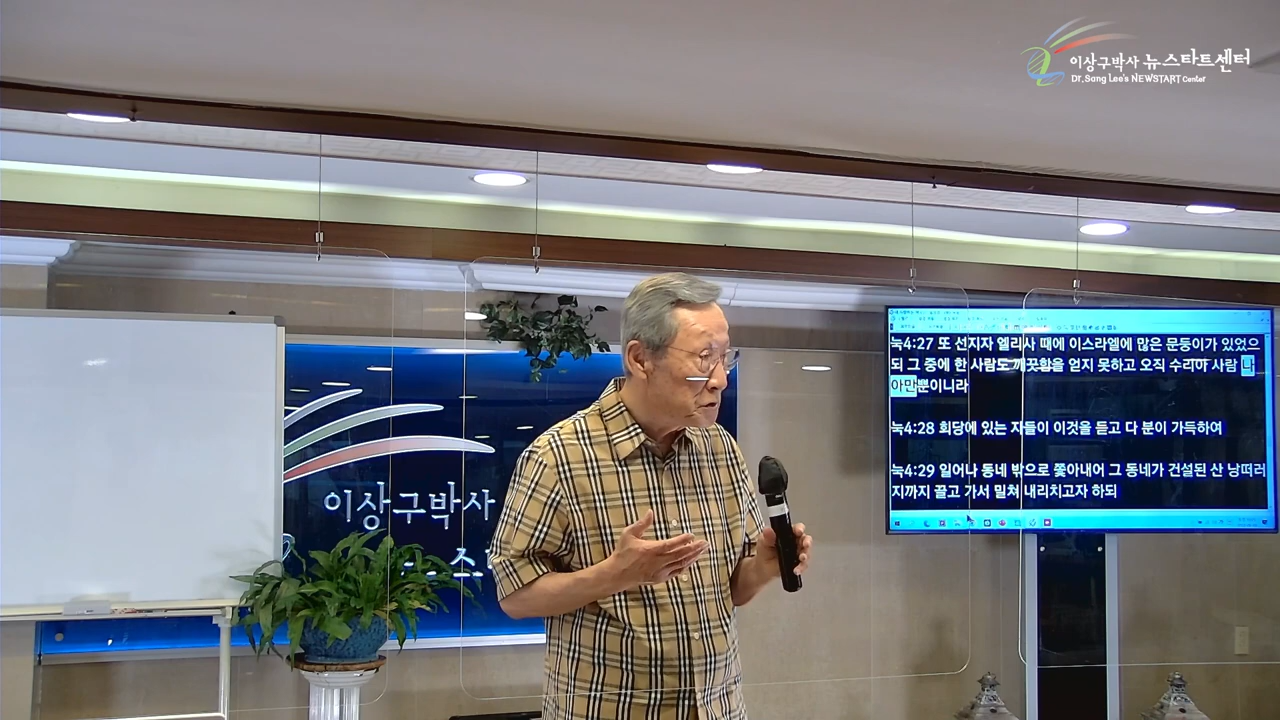 이상구박사 뉴스타트센터
Dr. Sang Lee's NEWSTART Center
눅4:27 또 선지자 엘리사 때에 이스라엘에 많은 문둥이가 있었으
되 그 중에 한 사람도 깨끗함을 얻지 못하고 오직 수리아 사람 나
아만뿐이니라
눅4:28 회당에 있는 자들이 이것을 듣고 다 분이 가득하여
눅4:29 일어나 동네 밖으로 쫓아내어 그 동네가 건설된 산 낭떠러
지까지 끌고 가서 밀쳐 내리치고자 하되
이상구박사
스